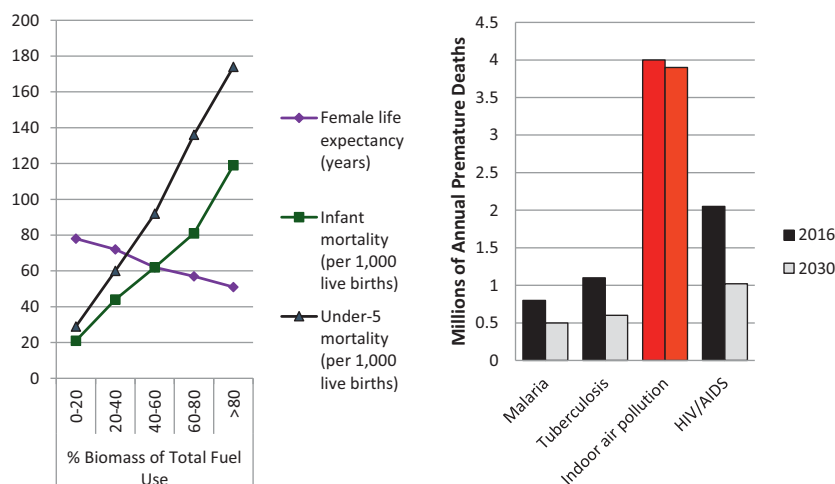 200
180
160
140
120
100
80
60
40
20
0
0-20
20-40
40-60
60-80
>80
% Biomass of Total Fuel
Use
Female life
expectancy
(years)
Infant
mortality
(per 1,000
live births)
Under-5
mortality
(per 1,000
live births)
Millions of Annual Premature Deaths
4.5
4
3.5
3
2.5
2
1.5
1
0.5
0
Malaria
Tuberculosis
Indoor air pollution
HIV/AIDS
2016
2030